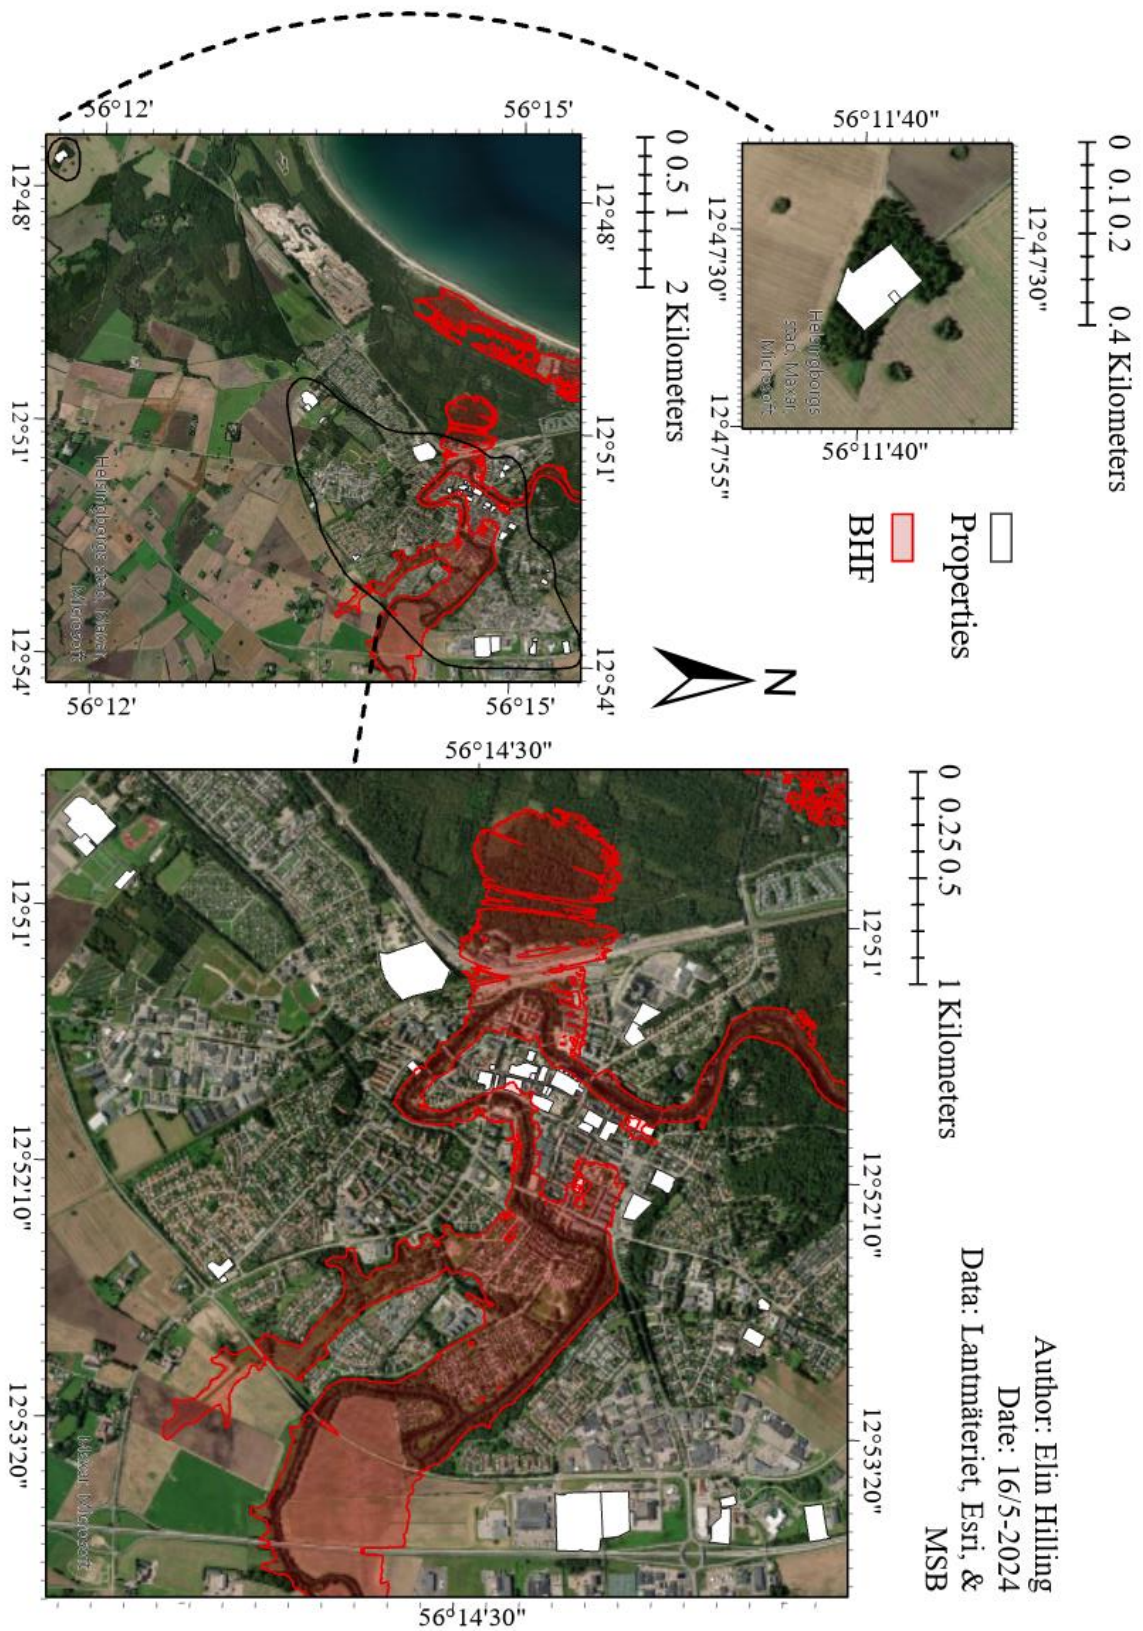 0 0.1 0.2 0.4 Kilometers
12°47'30"
56°11'40"
56°11'40"
12°47'30"
12°47'55"
Helsingborgs
stad, Maxar,
Microsoft
Properties
BHF
N
0 0.5 1 2 Kilometers
12°48'
12°51'
12°54'
56°15'
56°12'
56°15'
56°12'
12°48'
12°51'
12°54'
Helsingborgs stad, Maxar,
Microsoft
0 0.25 0.5 1 Kilometers
12°51'
12°52'10"
12°53'20"
56°14'30"
56°14'30"
12°51'
12°52'10"
12°53'20"
Maxar, Microsoft
Author: Elin Hilling
Date: 16/5-2024
Data: Lantmäteriet, Esri, &
MSB